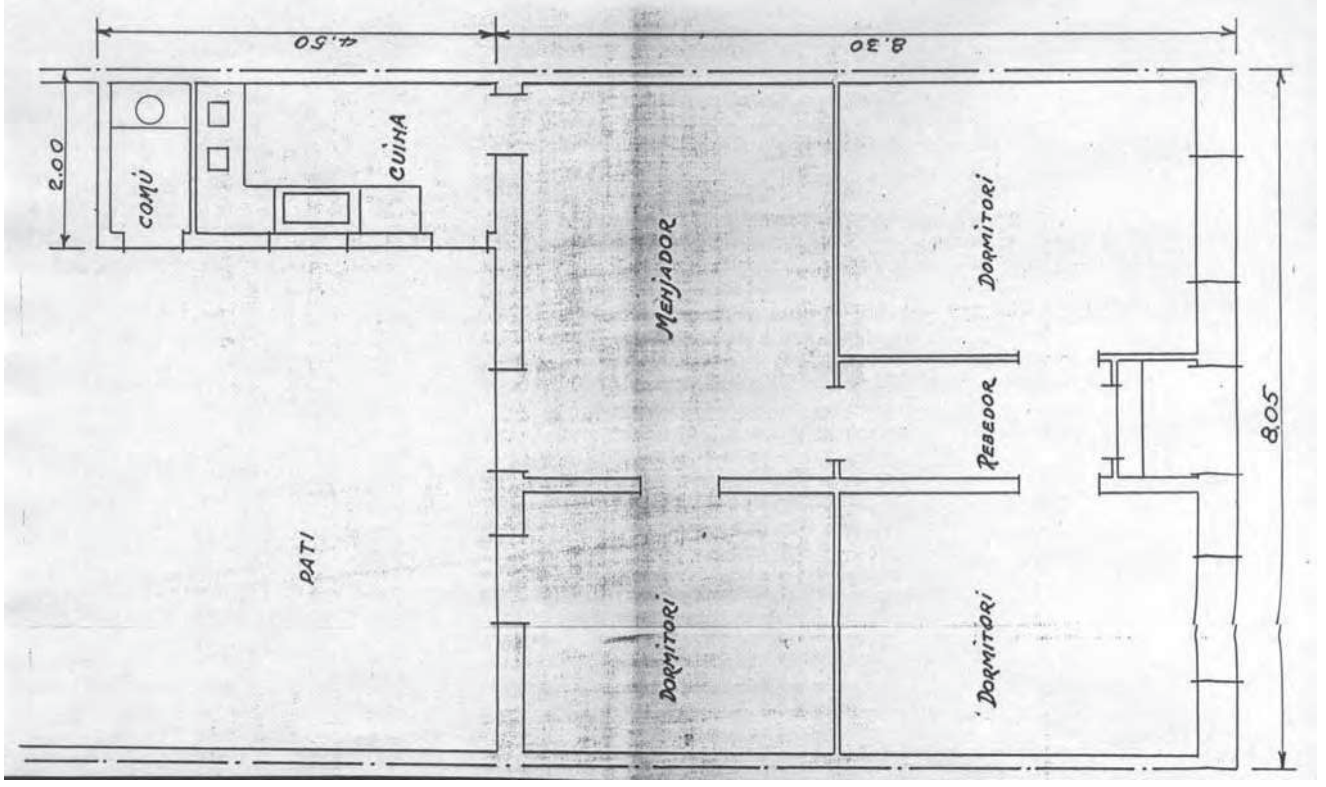 4.50
8.30
2.00
COMÚ
CUINA
MENJADOR
DORMITORI
REBEDOR
8.05
PATI
DORMITORI
DORMITORI